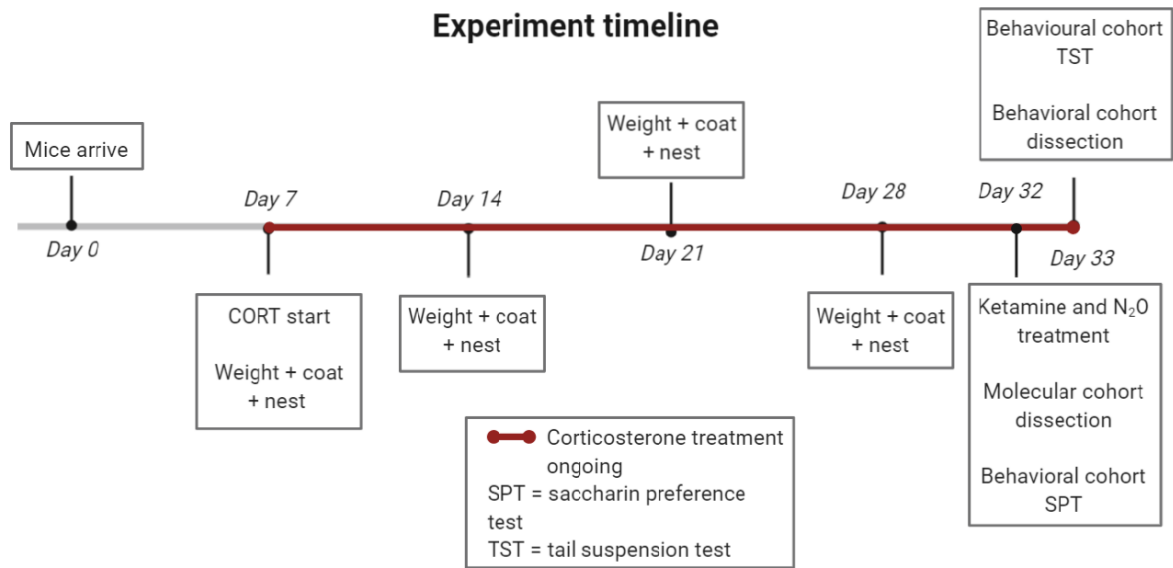 Experiment timeline
Behavioural cohort
TST
Behavioral cohort
dissection
Mice arrive
Weight + coat
+ nest
Day 7
Day 14
Day 28
Day 32
Day 0
Day 21
Day 33
CORT start
Weight + coat
+ nest
Weight + coat
+ nest
Weight + coat
+ nest
Ketamine and N₂O
treatment
Molecular cohort
dissection
Behavioral cohort
SPT
Corticosterone treatment
ongoing
SPT = saccharin preference
test
TST = tail suspension test